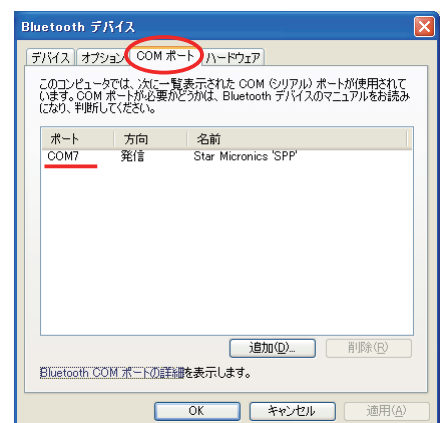 Bluetooth デバイス
デバイス オプション COM ポート ハードウェア
このコンピュータでは、次に一覧表示された COM (シリアル) ポートが使用されて
います。COM ポートが必要かどうかは、Bluetooth デバイスのマニュアルをお読み
になり、判断してください。
ポート 方向 名前
COM7 発信 Star Micronics 'SPP'
追加(D)... 削除(R)
Bluetooth COM ポートの詳細を表示します。
OK キャンセル 適用(A)